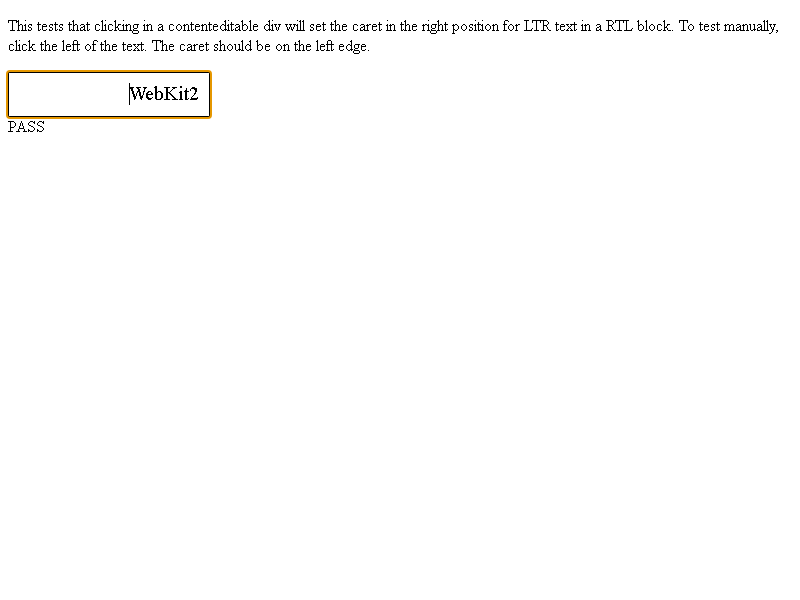 This tests that clicking in a contenteditable div will set the caret in the right position for LTR text in a RTL block. To test manually,
click the left of the text. The caret should be on the left edge.
WebKit2
PASS